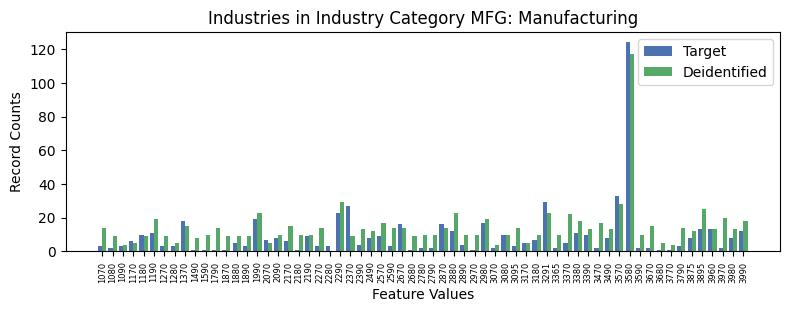 Industries in Industry Category MFG: Manufacturing
Target
Deidentified
Record Counts
120
100
80
60
40
20
0
1070 1080 1090 1170 1180 1190 1270 1280 1370 1490 1590 1790 1870 1880 1890 1990 2070 2090 2170 2180 2190 2270 2280 2290 2370 2390 2490 2570 2590 2670 2680 2780 2790 2870 2880 2890 2970 2980 3070 3080 3095 3170 3180 3291 3365 3370 3380 3390 3470 3490 3570 3580 3590 3670 3680 3770 3790 3875 3895 3960 3970 3980 3990
Feature Values